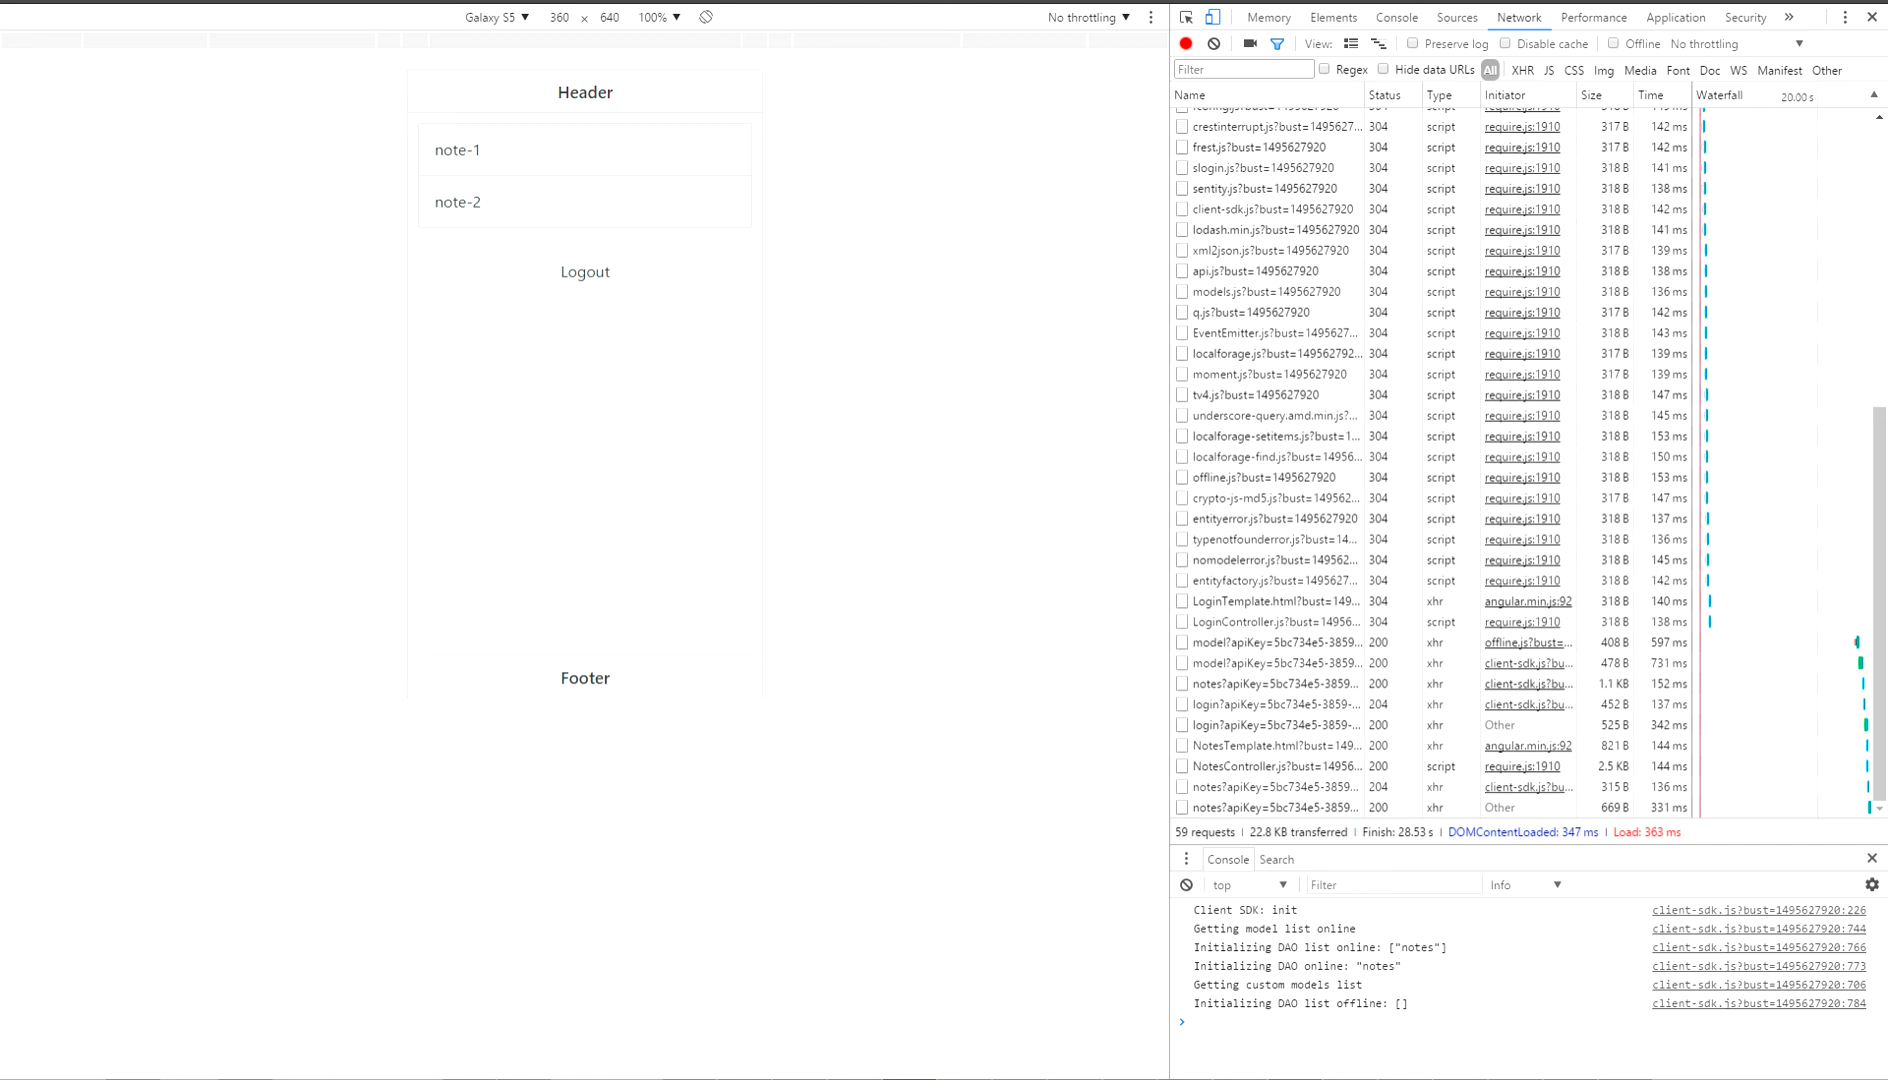 Galaxy S5 ▼ 360 × 640 100% ▼ No throttling ▼
Memory Elements Console Sources Network Performance Application Security »
View: Preserve log Disable cache Offline No throttling ▼
Filter Regex Hide data URLs All XHR JS CSS Img Media Font Doc WS Manifest Other
Name Status Type Initiator Size Time Waterfall 20.00 s
crestinterrupt.js?bust=1495627... 304 script require.js:1910 317 B 142 ms
frest.js?bust=1495627920 304 script require.js:1910 317 B 142 ms
slogin.js?bust=1495627920 304 script require.js:1910 318 B 141 ms
sentity.js?bust=1495627920 304 script require.js:1910 318 B 138 ms
client-sdk.js?bust=1495627920 304 script require.js:1910 318 B 142 ms
lodash.min.js?bust=1495627920 304 script require.js:1910 318 B 141 ms
xml2json.js?bust=1495627920 304 script require.js:1910 317 B 139 ms
api.js?bust=1495627920 304 script require.js:1910 318 B 138 ms
models.js?bust=1495627920 304 script require.js:1910 318 B 136 ms
q.js?bust=1495627920 304 script require.js:1910 317 B 142 ms
EventEmitter.js?bust=1495627... 304 script require.js:1910 318 B 143 ms
localforage.js?bust=149562792... 304 script require.js:1910 317 B 139 ms
moment.js?bust=1495627920 304 script require.js:1910 317 B 139 ms
tv4.js?bust=1495627920 304 script require.js:1910 318 B 147 ms
underscore-query.amd.min.js?... 304 script require.js:1910 318 B 145 ms
localforage-setitems.js?bust=1... 304 script require.js:1910 318 B 153 ms
localforage-find.js?bust=14956... 304 script require.js:1910 318 B 150 ms
offline.js?bust=1495627920 304 script require.js:1910 318 B 153 ms
crypto-js-md5.js?bust=149562... 304 script require.js:1910 317 B 147 ms
entityerror.js?bust=1495627920 304 script require.js:1910 318 B 137 ms
typenotfounderror.js?bust=14... 304 script require.js:1910 318 B 136 ms
nomodelerror.js?bust=149562... 304 script require.js:1910 318 B 145 ms
entityfactory.js?bust=1495627... 304 script require.js:1910 318 B 142 ms
LoginTemplate.html?bust=149... 304 xhr angular.min.js:92 318 B 140 ms
LoginController.js?bust=14956... 304 script require.js:1910 318 B 138 ms
model?apiKey=5bc734e5-3859... 200 xhr offline.js?bust=... 408 B 597 ms
model?apiKey=5bc734e5-3859... 200 xhr client-sdk.js?bu... 478 B 731 ms
notes?apiKey=5bc734e5-3859... 200 xhr client-sdk.js?bu... 1.1 KB 152 ms
login?apiKey=5bc734e5-3859-... 204 xhr client-sdk.js?bu... 452 B 137 ms
login?apiKey=5bc734e5-3859-... 200 xhr Other 525 B 342 ms
NotesTemplate.html?bust=149... 200 xhr angular.min.js:92 821 B 144 ms
NotesController.js?bust=14956... 200 script require.js:1910 2.5 KB 144 ms
notes?apiKey=5bc734e5-3859... 204 xhr client-sdk.js?bu... 315 B 136 ms
notes?apiKey=5bc734e5-3859... 200 xhr Other 669 B 331 ms
59 requests | 22.8 KB transferred | Finish: 28.53 s | DOMContentLoaded: 347 ms | Load: 363 ms
Console Search
top ▼ Filter Info ▼
Client SDK: init client-sdk.js?bust=1495627920:226
Getting model list online client-sdk.js?bust=1495627920:744
Initializing DAO list online: ["notes"] client-sdk.js?bust=1495627920:766
Initializing DAO online: "notes" client-sdk.js?bust=1495627920:773
Getting custom models list client-sdk.js?bust=1495627920:706
Initializing DAO list offline: [] client-sdk.js?bust=1495627920:784
Header
note-1
note-2
Logout
Footer